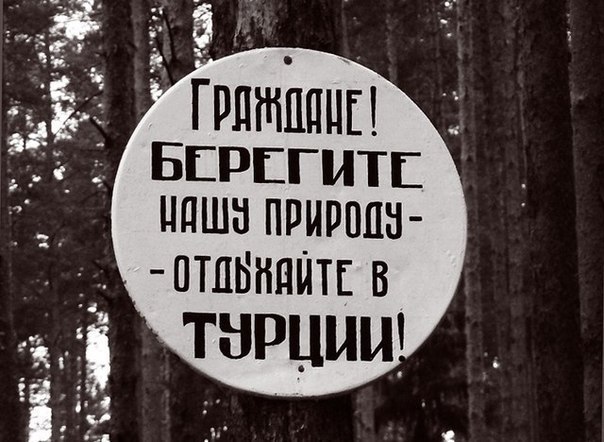 Граждане!
БЕРЕГИТЕ
НАШУ ПРИРОДУ-
-ОТДЫХАЙТЕ В
ТУРЦИИ!